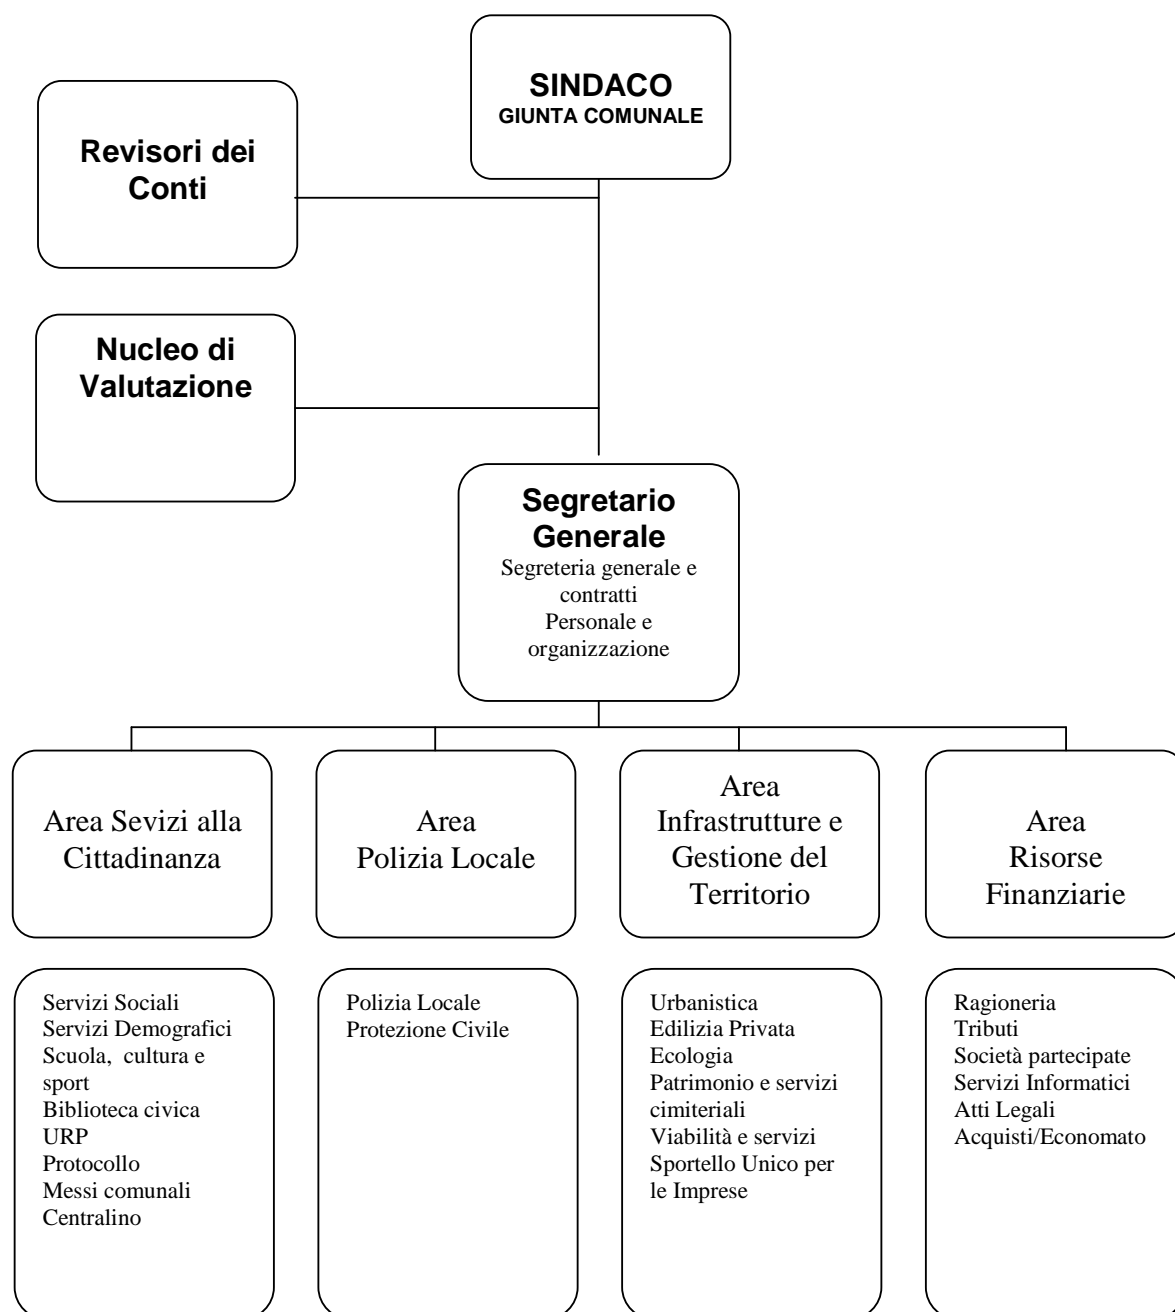 SINDACO
GIUNTA COMUNALE
Revisori dei
Conti
Nucleo di
Valutazione
Segretario
Generale
Segreteria generale e
contratti
Personale e
organizzazione
Area Sevizi alla
Cittadinanza
Area
Polizia Locale
Area
Infrastrutture e
Gestione del
Territorio
Area
Risorse
Finanziarie
Servizi Sociali
Servizi Demografici
Scuola, cultura e
sport
Biblioteca civica
URP
Protocollo
Messi comunali
Centralino
Polizia Locale
Protezione Civile
Urbanistica
Edilizia Privata
Ecologia
Patrimonio e servizi
cimiteriali
Viabilità e servizi
Sportello Unico per
le Imprese
Ragioneria
Tributi
Società partecipate
Servizi Informatici
Atti Legali
Acquisti/Economato